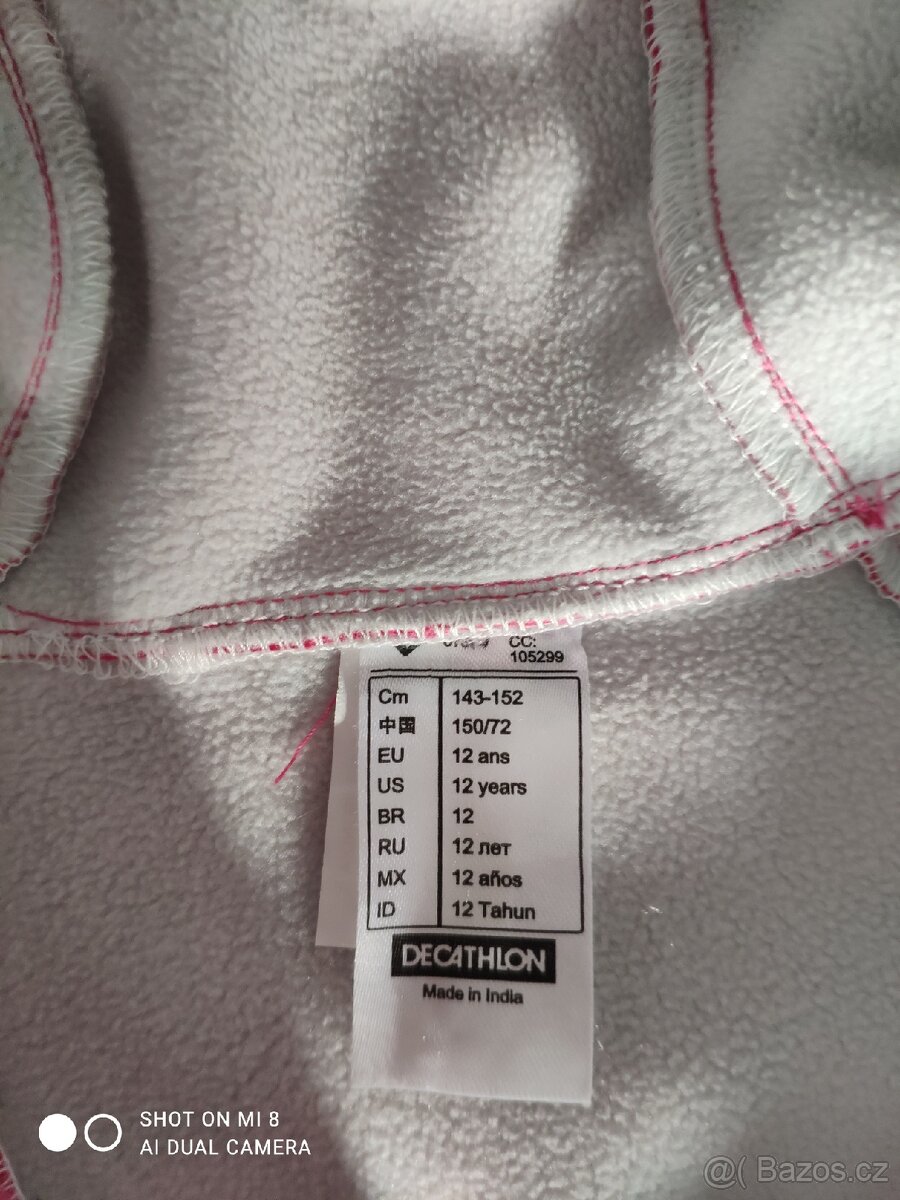 CC:
105299
Cm 143-152
中国 150/72
EU 12 ans
US 12 years
BR 12
RU 12 лет
MX 12 años
ID 12 Tahun
DECATHLON
Made in India
SHOT ON MI 8
AI DUAL CAMERA
@( Bazos.cz